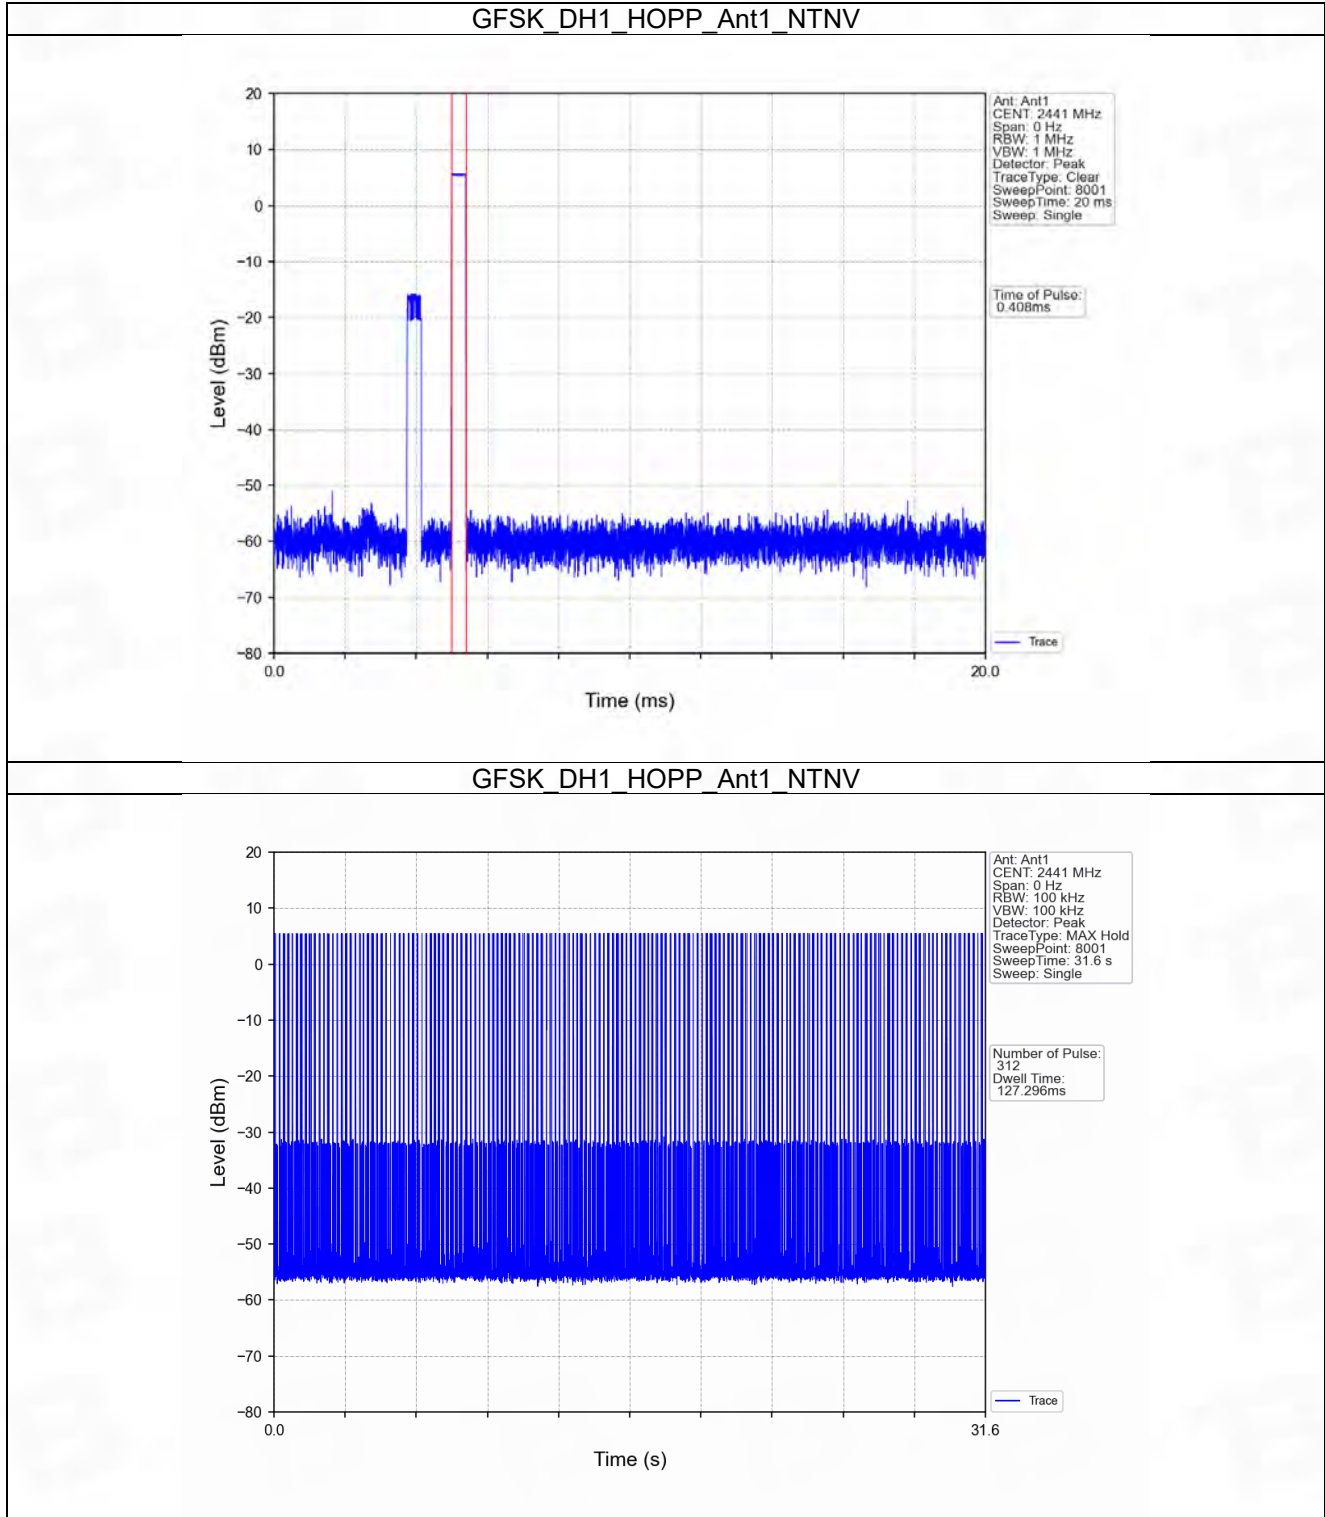 GFSK_DH1_HOPP_Ant1_NTNV
20
10
0
−10
−20
−30
−40
−50
−60
−70
−80
Level (dBm)
0.0
20.0
Time (ms)
Ant: Ant1
CENT: 2441 MHz
Span: 0 Hz
RBW: 1 MHz
VBW: 1 MHz
Detector: Peak
TraceType: Clear
SweepPoint: 8001
SweepTime: 20 ms
Sweep: Single
Time of Pulse:
0.408ms
Trace
GFSK_DH1_HOPP_Ant1_NTNV
20
10
0
−10
−20
−30
−40
−50
−60
−70
−80
Level (dBm)
0.0
31.6
Time (s)
Ant: Ant1
CENT: 2441 MHz
Span: 0 Hz
RBW: 100 kHz
VBW: 100 kHz
Detector: Peak
TraceType: MAX Hold
SweepPoint: 8001
SweepTime: 31.6 s
Sweep: Single
Number of Pulse:
312
Dwell Time:
127.296ms
Trace